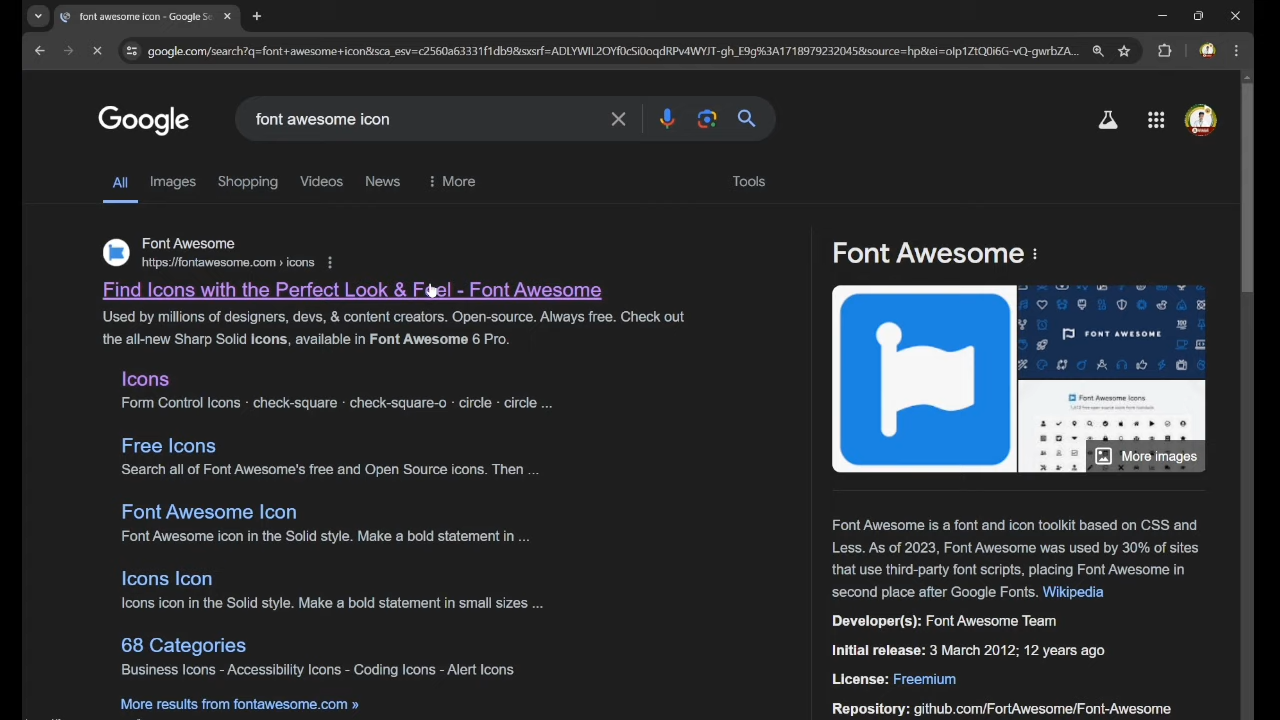 font awesome icon - Google Se
google.com/search?q=font+awesome+icon&sca_esv=c2560a63331f1db9&sxsrf=ADLYWIL2OYf0cSi0oqdRPv4WYJT-gh_E9g%3A1718979232045&source=hp&ei=oIp1ZtQ0i6G-vQ-gwrbZA...
Google
font awesome icon
All Images Shopping Videos News More Tools
Font Awesome
https://fontawesome.com › icons
Find Icons with the Perfect Look & Feel - Font Awesome
Used by millions of designers, devs, & content creators. Open-source. Always free. Check out
the all-new Sharp Solid Icons, available in Font Awesome 6 Pro.
Icons
Form Control Icons · check-square · check-square-o · circle · circle ...
Free Icons
Search all of Font Awesome's free and Open Source icons. Then ...
Font Awesome Icon
Font Awesome icon in the Solid style. Make a bold statement in ...
Icons Icon
Icons icon in the Solid style. Make a bold statement in small sizes ...
68 Categories
Business Icons - Accessibility Icons - Coding Icons - Alert Icons
More results from fontawesome.com »
Font Awesome
FONT AWESOME
Font Awesome Icons
More images
Font Awesome is a font and icon toolkit based on CSS and
Less. As of 2023, Font Awesome was used by 30% of sites
that use third-party font scripts, placing Font Awesome in
second place after Google Fonts. Wikipedia
Developer(s): Font Awesome Team
Initial release: 3 March 2012; 12 years ago
License: Freemium
Repository: github.com/FortAwesome/Font-Awesome